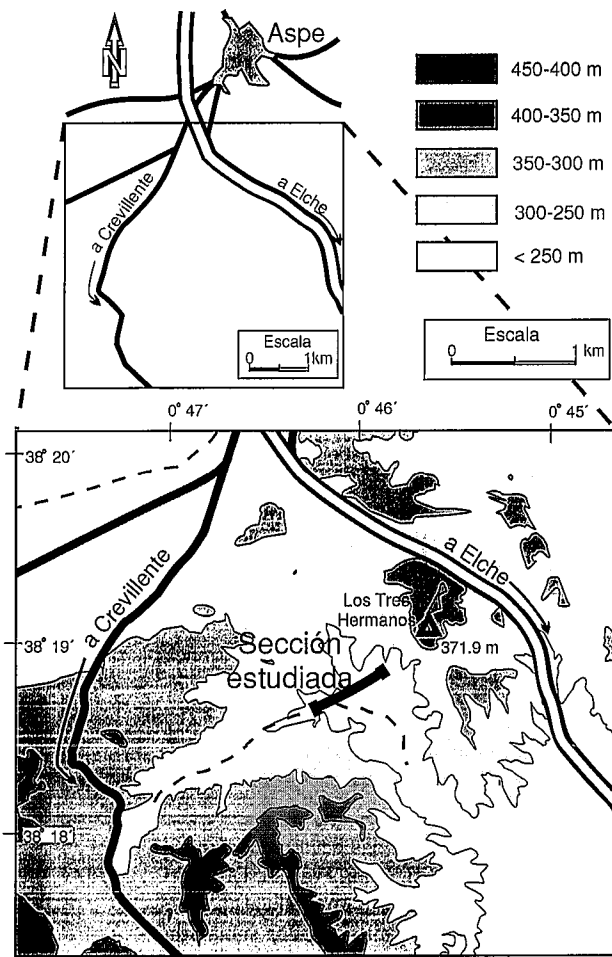 N
Aspe
450-400 m
400-350 m
350-300 m
300-250 m
< 250 m
a Crevillente
a Elche
Escala
0 1 km
Escala
0 1 km
0° 47´
0° 46´
0° 45´
38° 20´
38° 19´
38° 18´
a Crevillente
a Elche
Los Tres
Hermanos
371.9 m
Sección
estudiada